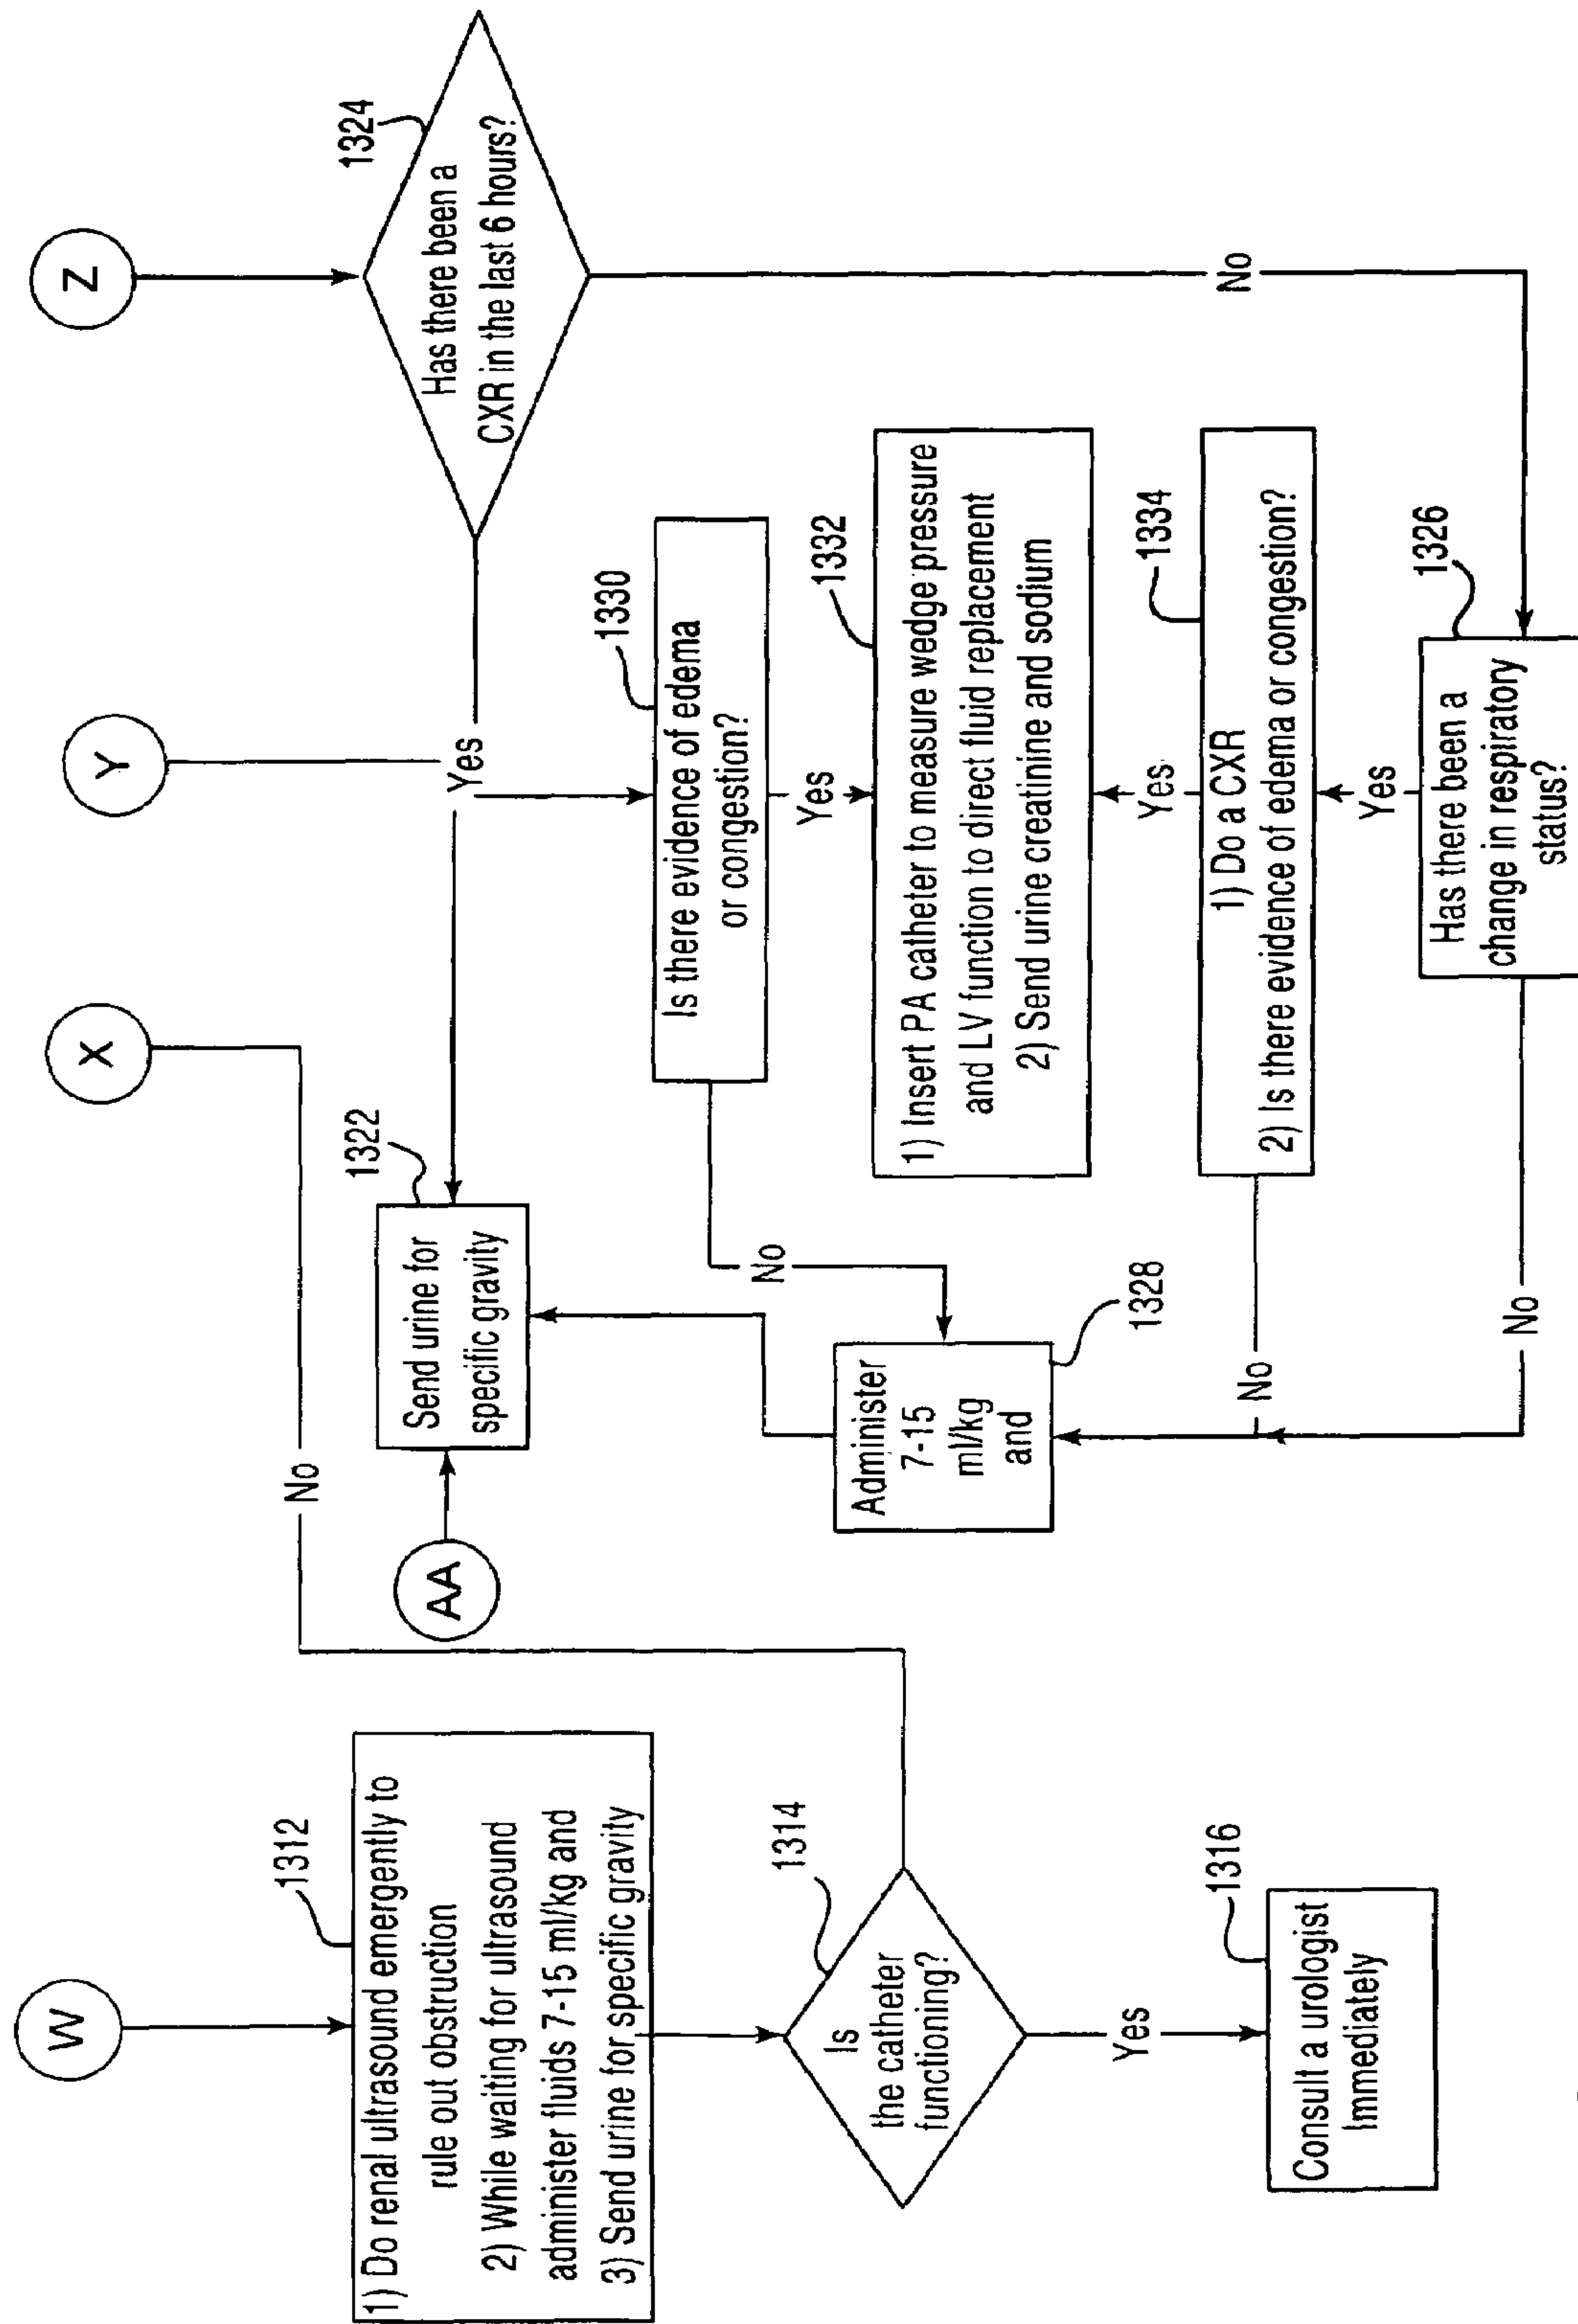 W
1312
1) Do renal ultrasound emergently to
rule out obstruction
2) While waiting for ultrasound
administer fluids 7-15 ml/kg and
3) Send urine for specific gravity
1314
Is
the catheter
functioning?
No
X
Yes
1316
Consult a urologist
Immediately
AA
1322
Send urine for
specific gravity
Y
Z
1324
Has there been a
CXR in the last 6 hours?
Yes
No
1330
Is there evidence of edema
or congestion?
Yes
No
1332
1) Insert PA catheter to measure wedge pressure
and LV function to direct fluid replacement
2) Send urine creatinine and sodium
1328
Administer
7-15
ml/kg
and
Yes
1334
1) Do a CXR
2) Is there evidence of edema or congestion?
No
Yes
1326
Has there been a
change in respiratory
status?
No